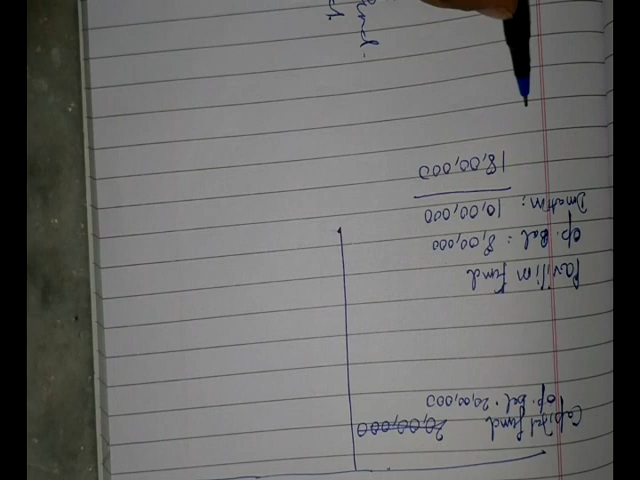 Capital fund 20,00,000
op. bal. 20,00,000
Pavilion fund
op. Bal : 8,00,000
Donation : 10,00,000
18,00,000